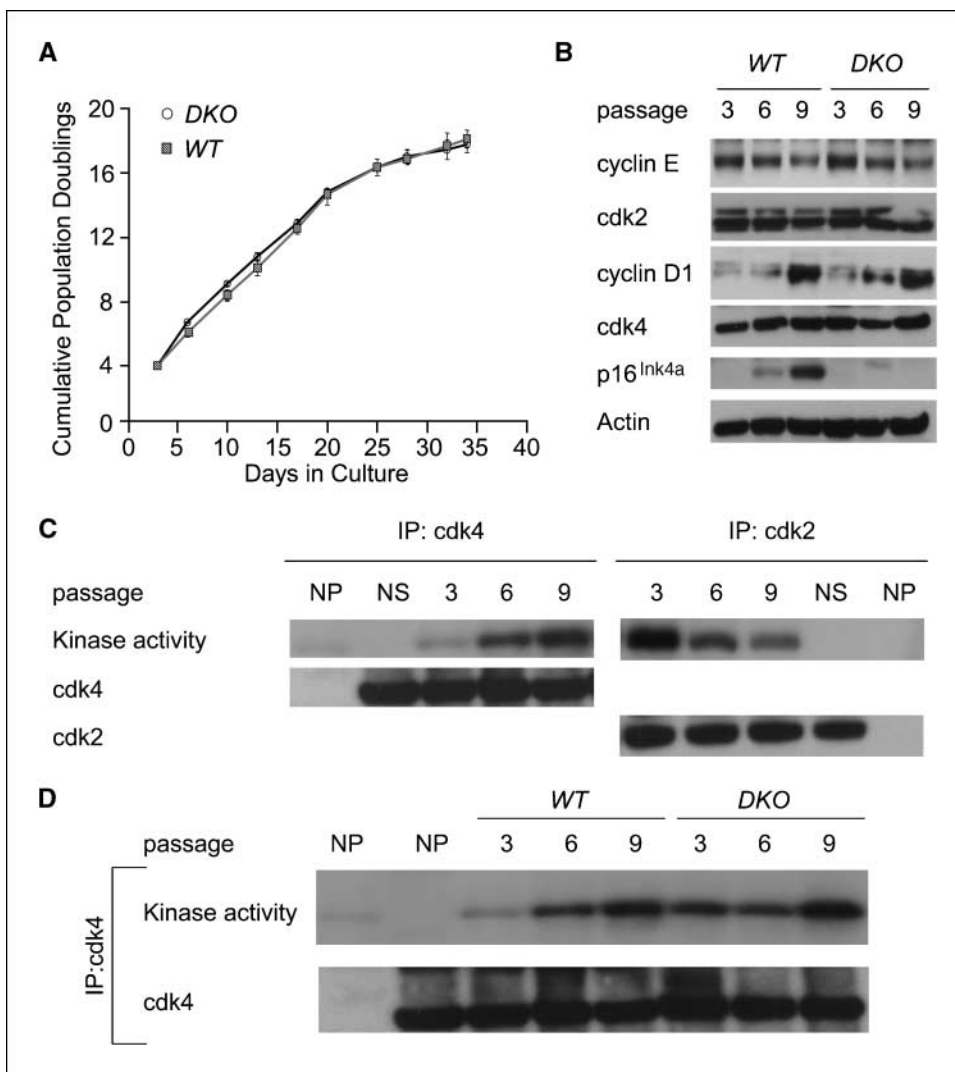 A
Cumulative Population Doublings
20
16
12
8
4
0
DKO
WT
0 5 10 15 20 25 30 35 40
Days in Culture
B
WT DKO
passage 3 6 9 3 6 9
cyclin E
cdk2
cyclin D1
cdk4
p16Ink4a
Actin
C
IP: cdk4 IP: cdk2
passage NP NS 3 6 9 3 6 9 NS NP
Kinase activity
cdk4
cdk2
D
WT DKO
passage NP NP 3 6 9 3 6 9
IP:cdk4
Kinase activity
cdk4